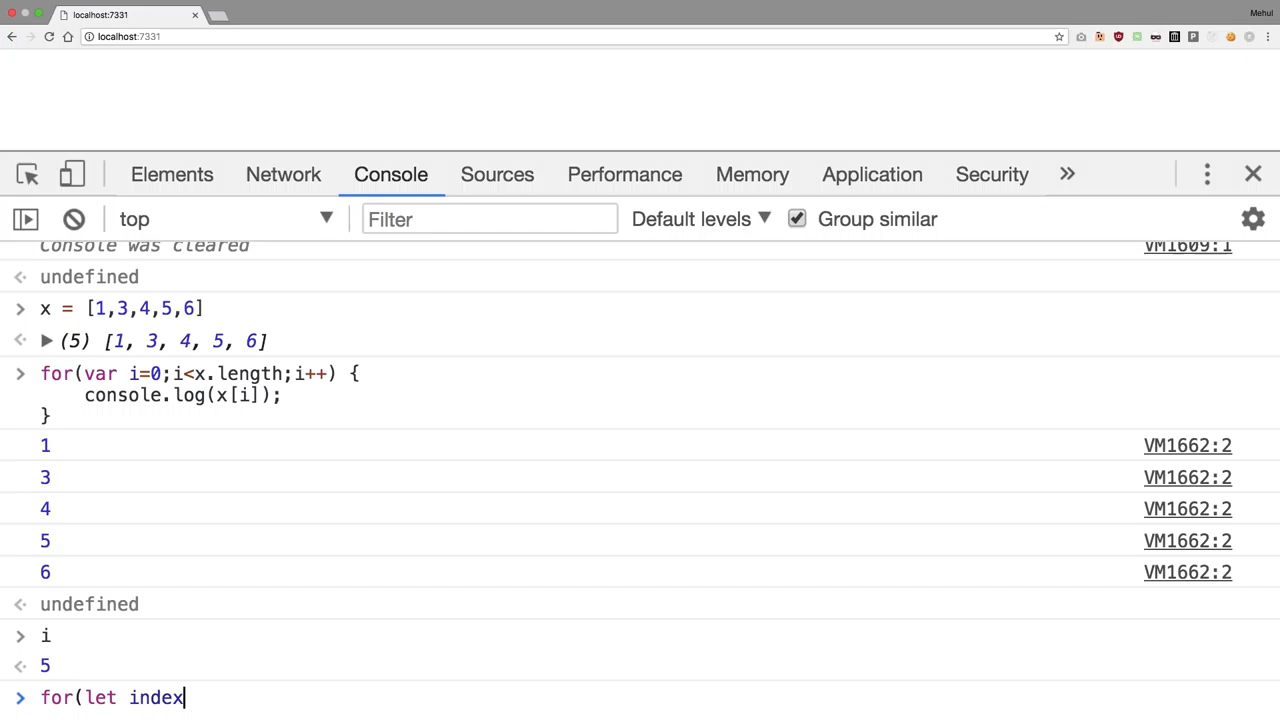 localhost:7331
Mehul
localhost:7331
Elements Network Console Sources Performance Memory Application Security
top Filter Default levels Group similar
Console was cleared VM1609:1
undefined
x = [1,3,4,5,6]
(5) [1, 3, 4, 5, 6]
for(var i=0;i<x.length;i++) {
console.log(x[i]);
}
1 VM1662:2
3 VM1662:2
4 VM1662:2
5 VM1662:2
6 VM1662:2
undefined
i
5
for(let index